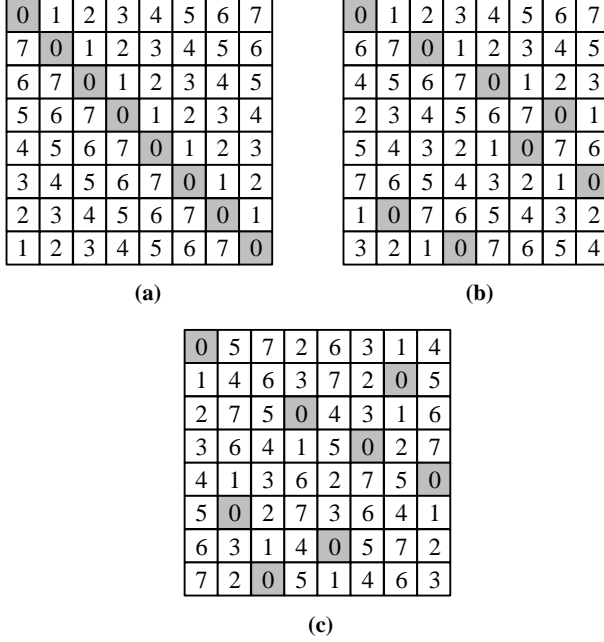 0 1 2 3 4 5 6 7
7 0 1 2 3 4 5 6
6 7 0 1 2 3 4 5
5 6 7 0 1 2 3 4
4 5 6 7 0 1 2 3
3 4 5 6 7 0 1 2
2 3 4 5 6 7 0 1
1 2 3 4 5 6 7 0
(a)
0 1 2 3 4 5 6 7
6 7 0 1 2 3 4 5
4 5 6 7 0 1 2 3
2 3 4 5 6 7 0 1
5 4 3 2 1 0 7 6
7 6 5 4 3 2 1 0
1 0 7 6 5 4 3 2
3 2 1 0 7 6 5 4
(b)
0 5 7 2 6 3 1 4
1 4 6 3 7 2 0 5
2 7 5 0 4 3 1 6
3 6 4 1 5 0 2 7
4 1 3 6 2 7 5 0
5 0 2 7 3 6 4 1
6 3 1 4 0 5 7 2
7 2 0 5 1 4 6 3
(c)